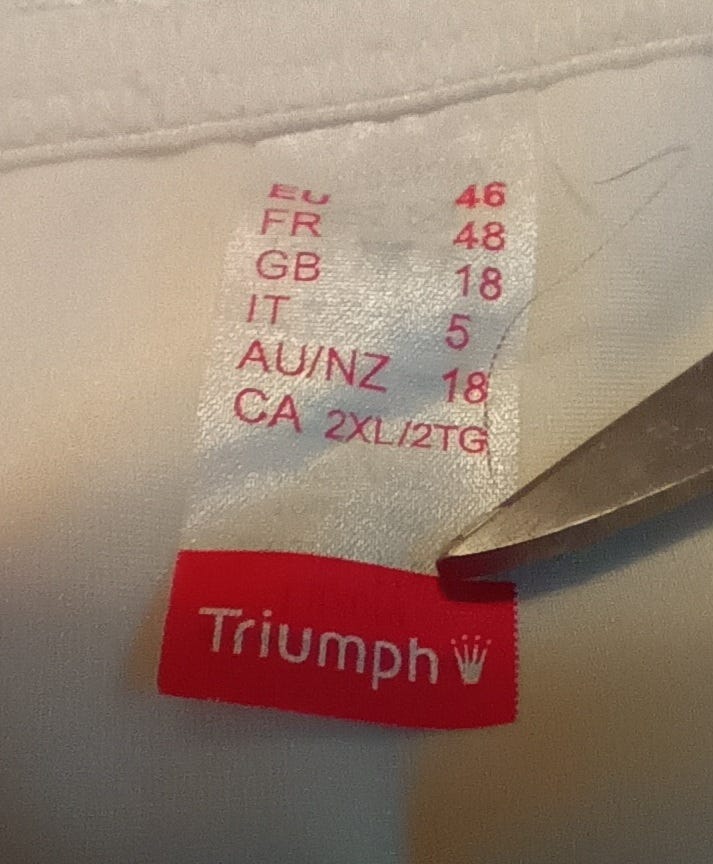 EU 46
FR 48
GB 18
IT 5
AU/NZ 18
CA 2XL/2TG
Triumph